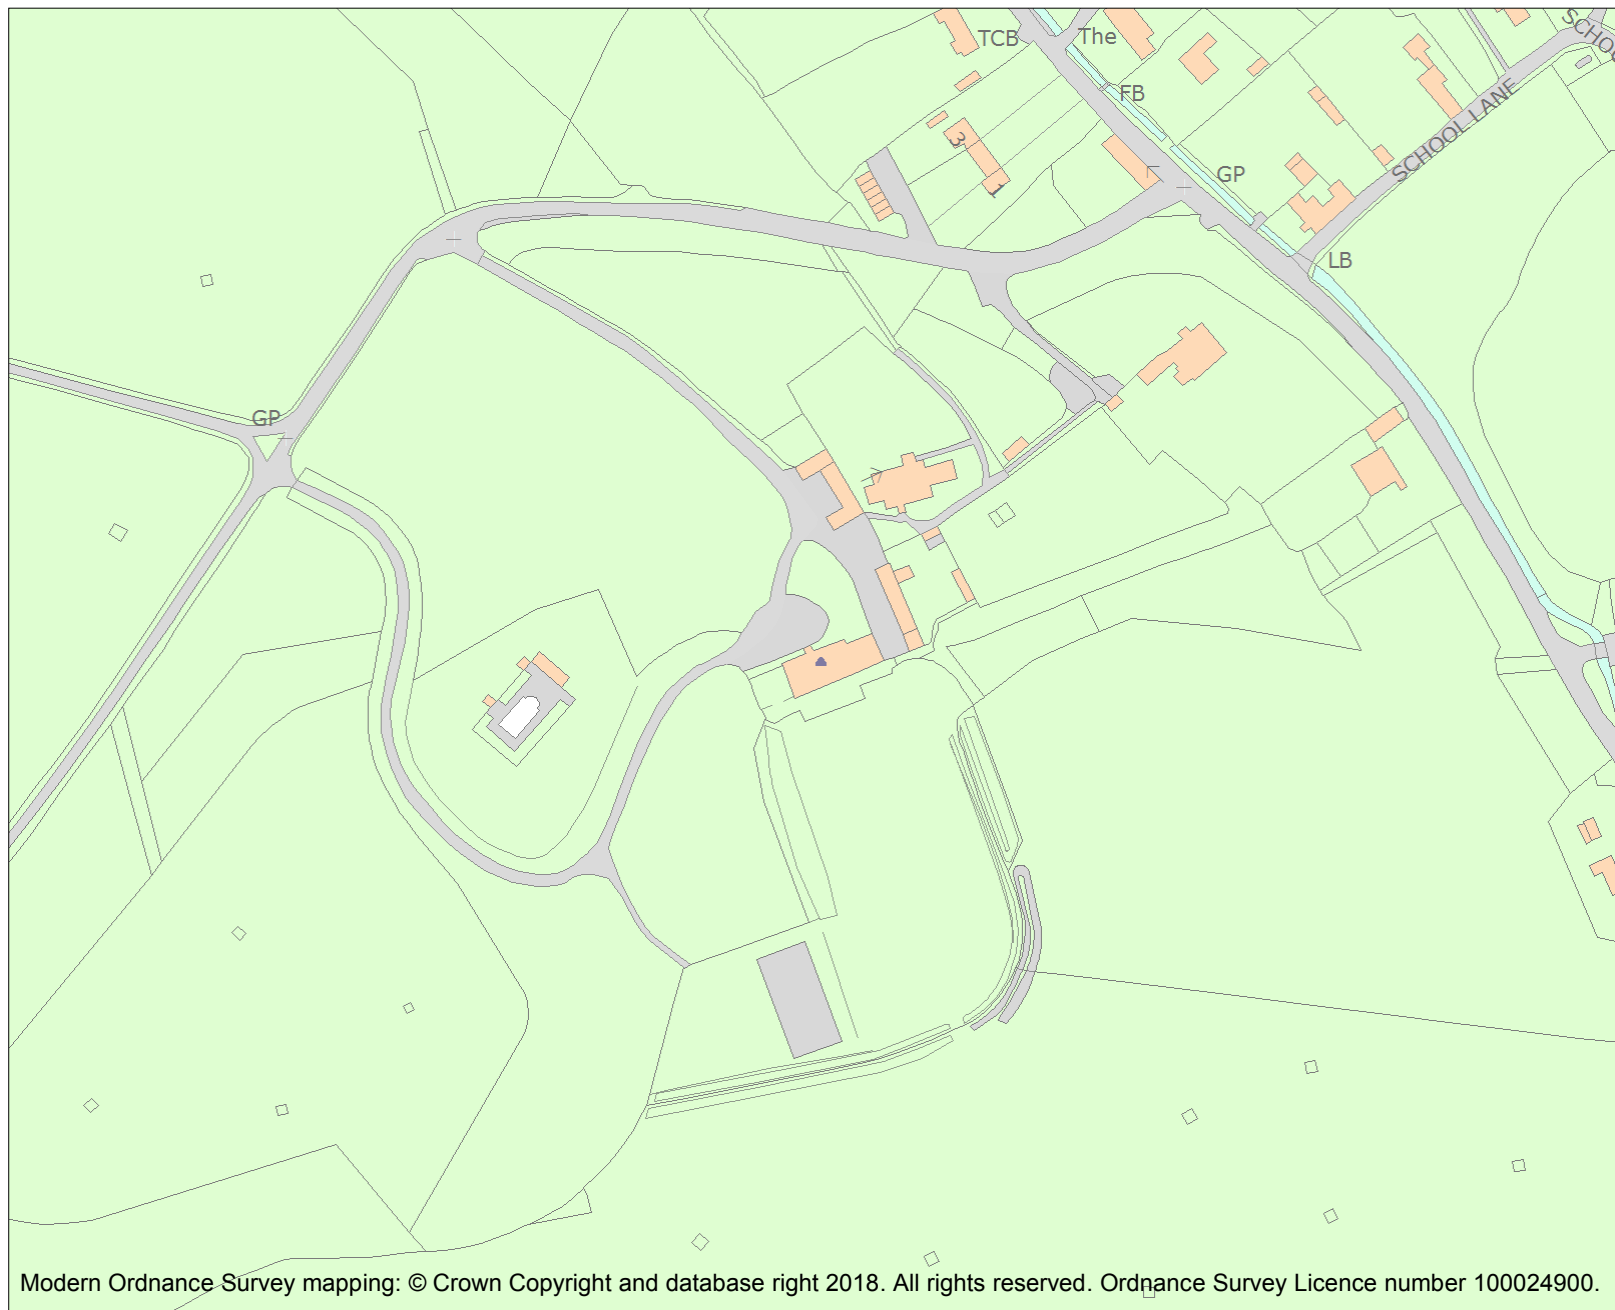 TCB
The
SCHOO
FB
SCHOOL LANE
3
1
GP
LB
GP
Modern Ordnance Survey mapping: © Crown Copyright and database right 2018. All rights reserved. Ordnance Survey Licence number 100024900.